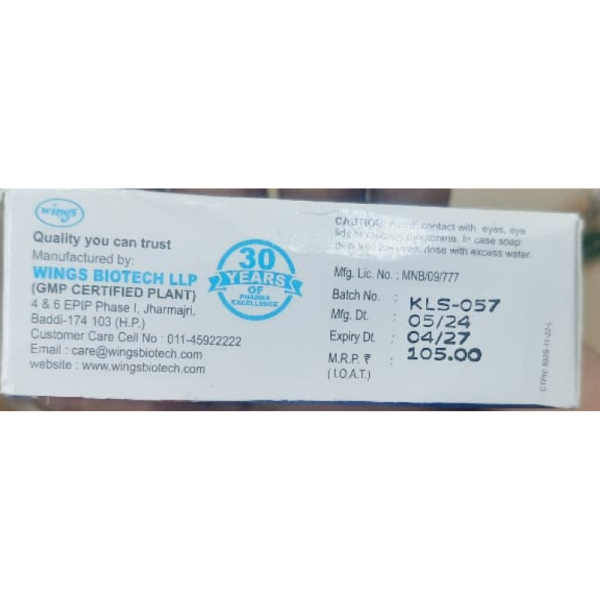 wings
Quality you can trust
Manufactured by:
WINGS BIOTECH LLP
(GMP CERTIFIED PLANT)
4 & 6 EPIP Phase I, Jharmajri,
Baddi-174 103 (H.P.)
Customer Care Cell No : 011-45922222
Email : care@wingsbiotech.com
website : www.wingsbiotech.com
30
YEARS
OF
PHARMA
EXCELLENCE
CAUTION: contact with eyes, eye
lids In case soap
rinse with excess water.
Mfg. Lic. No. : MNB/09/777
Batch No. : KLS-057
Mfg. Dt. : 05/24
Expiry Dt. : 04/27
M.R.P. ₹ : 105.00
(I.O.A.T.)